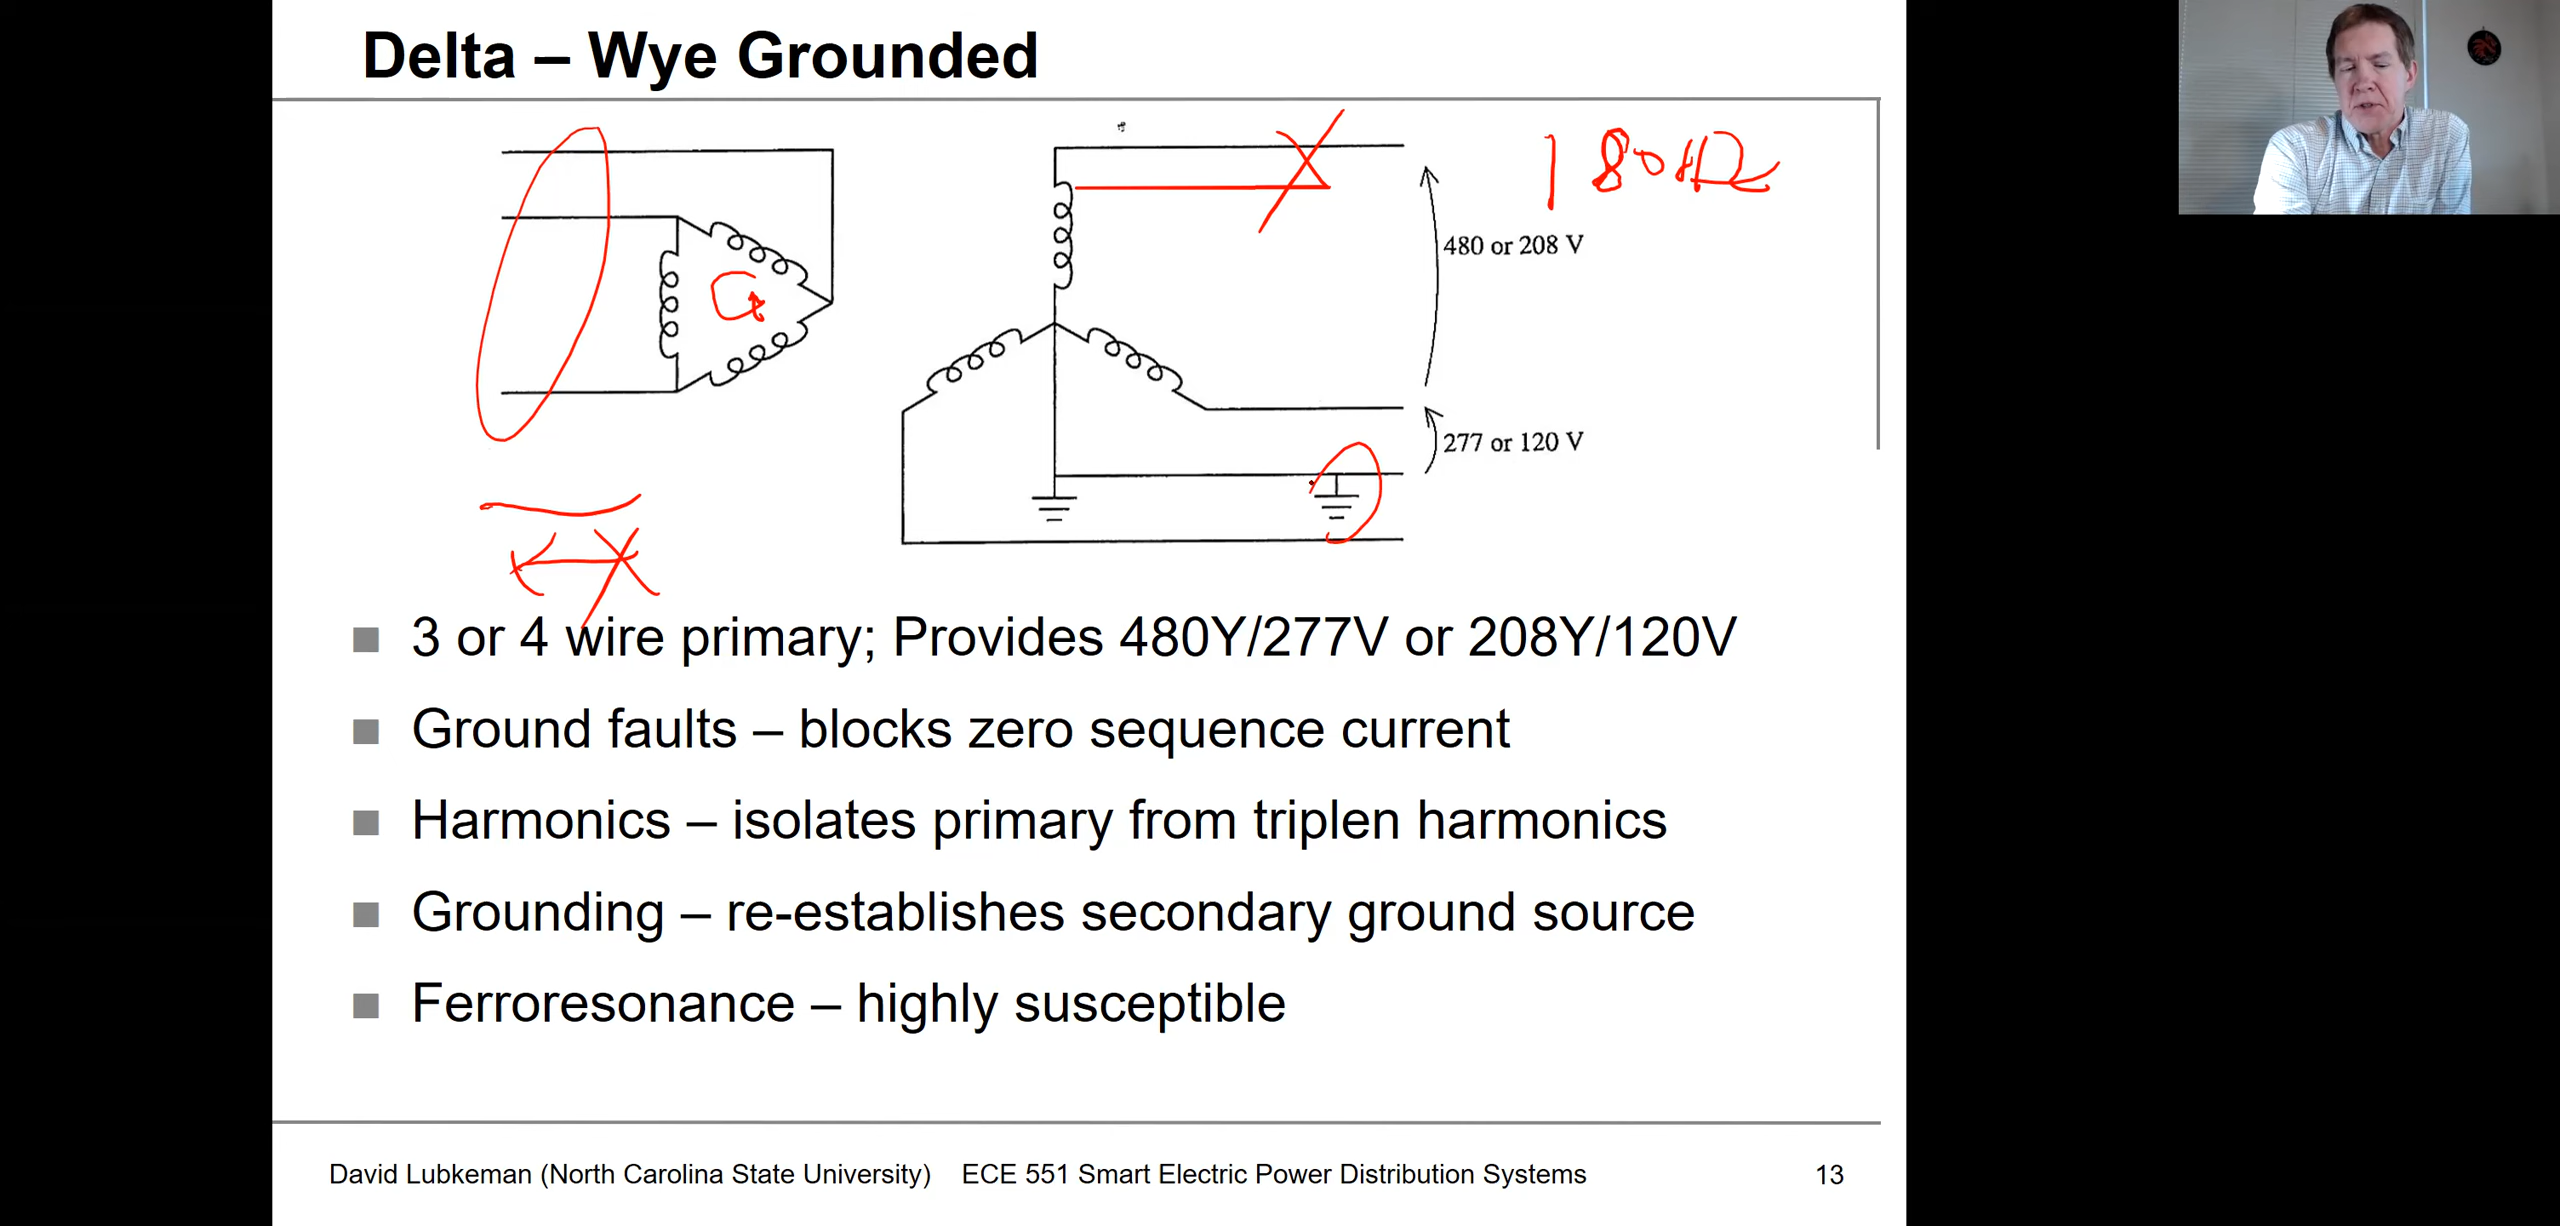 Delta – Wye Grounded
180Hz
480 or 208 V
277 or 120 V
3 or 4 wire primary; Provides 480Y/277V or 208Y/120V
Ground faults – blocks zero sequence current
Harmonics – isolates primary from triplen harmonics
Grounding – re-establishes secondary ground source
Ferroresonance – highly susceptible
David Lubkeman (North Carolina State University) ECE 551 Smart Electric Power Distribution Systems 13